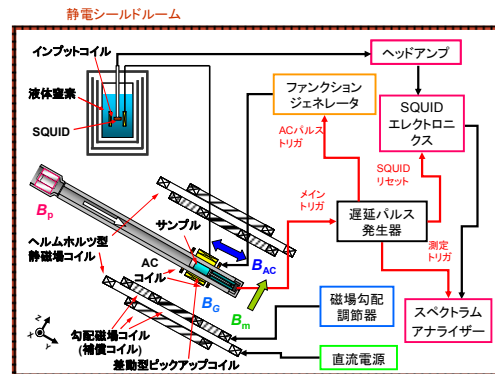 静電シールドルーム
インプットコイル
液体窒素
SQUID
ヘッドアンプ
ファンクション
ジェネレータ
SQUID
エレクトロニ
クス
ACパルス
トリガ
SQUID
リセット
メイン
トリガ
遅延パルス
発生器
測定
トリガ
Bp
サンプル
ヘルムホルツ型
静磁場コイル
BAC
AC
コイル
BG
Bm
磁場勾配
調節器
スペクトラム
アナライザー
勾配磁場コイル
(補償コイル)
差動型ピックアップコイル
直流電源
Z
X
Y